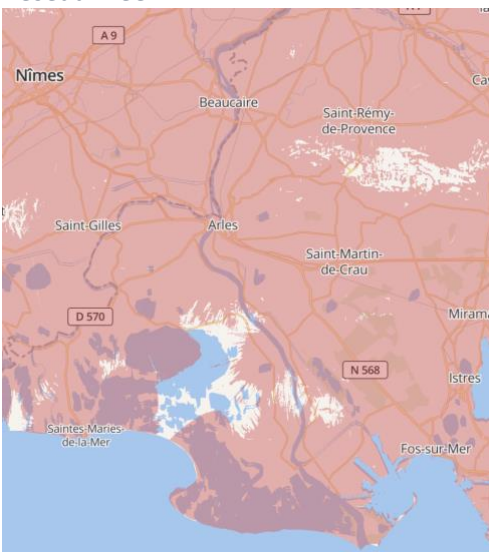 A 9
Nîmes
Beaucaire
Saint-Rémy-
de-Provence
Saint-Gilles
Arles
Saint-Martin-
de-Crau
D 570
Miram
N 568
Istres
Saintes-Maries-
de-la-Mer
Fos-sur-Mer